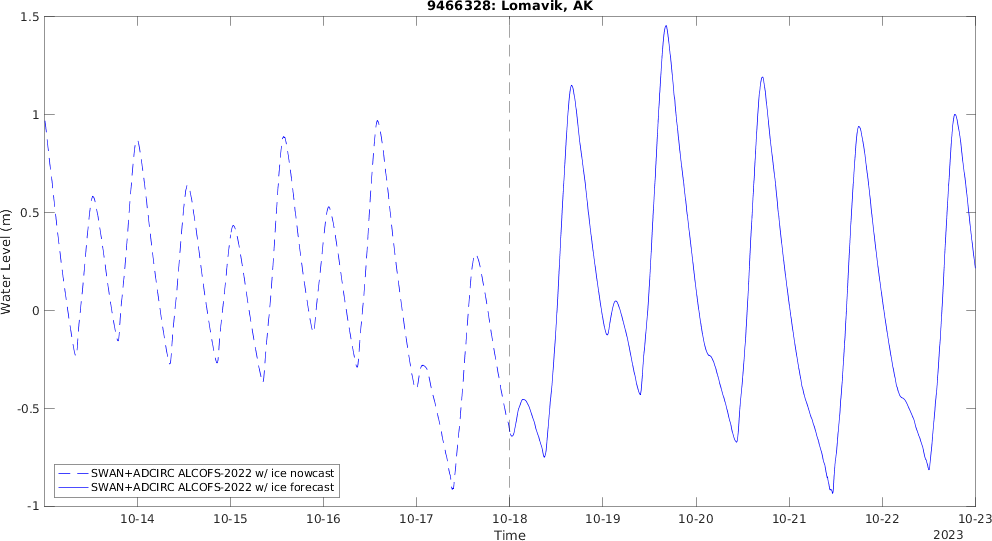 9466328: Lomavik, AK
Water Level (m)
1.5
1
0.5
0
-0.5
-1
SWAN+ADCIRC ALCOFS-2022 w/ ice nowcast
SWAN+ADCIRC ALCOFS-2022 w/ ice forecast
10-14 10-15 10-16 10-17 10-18 10-19 10-20 10-21 10-22 10-23
Time
2023